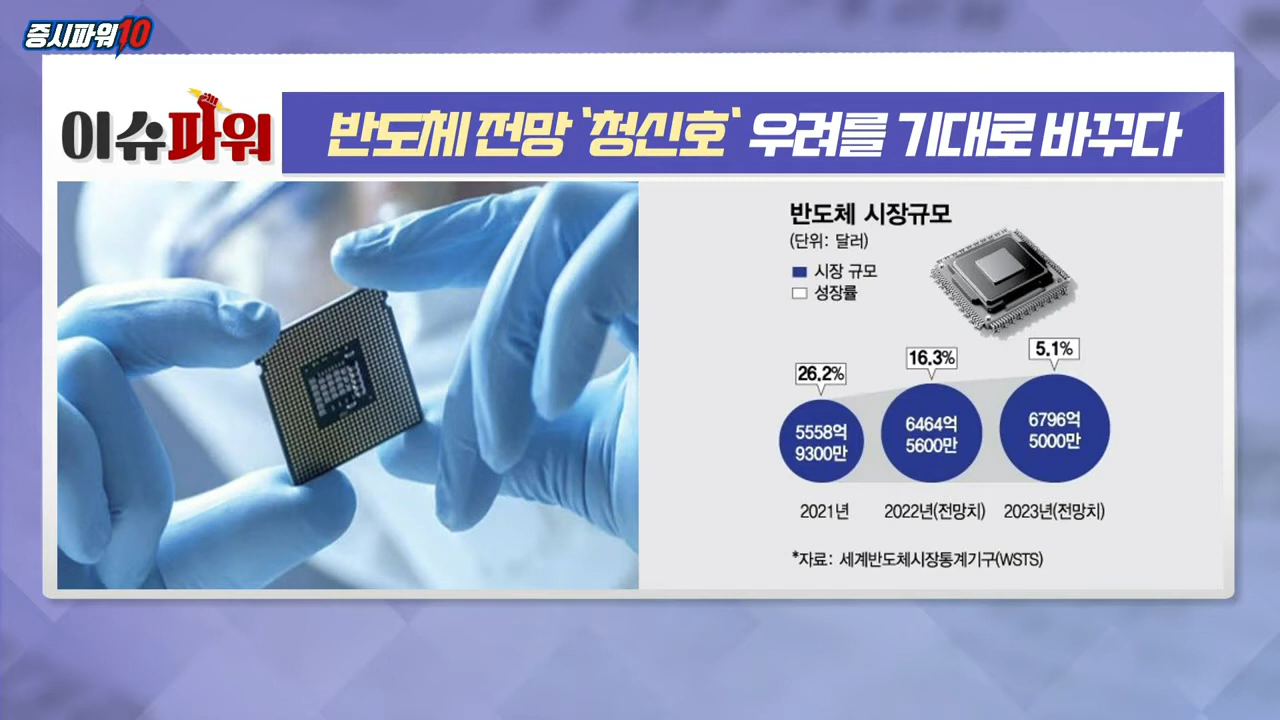 증시파워10
이슈파워
반도체 전망 '청신호' 우려를 기대로 바꾸다
반도체 시장규모
(단위: 달러)
시장 규모
성장률
26.2%
16.3%
5.1%
5558억
9300만
6464억
5600만
6796억
5000만
2021년
2022년(전망치)
2023년(전망치)
*자료: 세계반도체시장통계기구(WSTS)